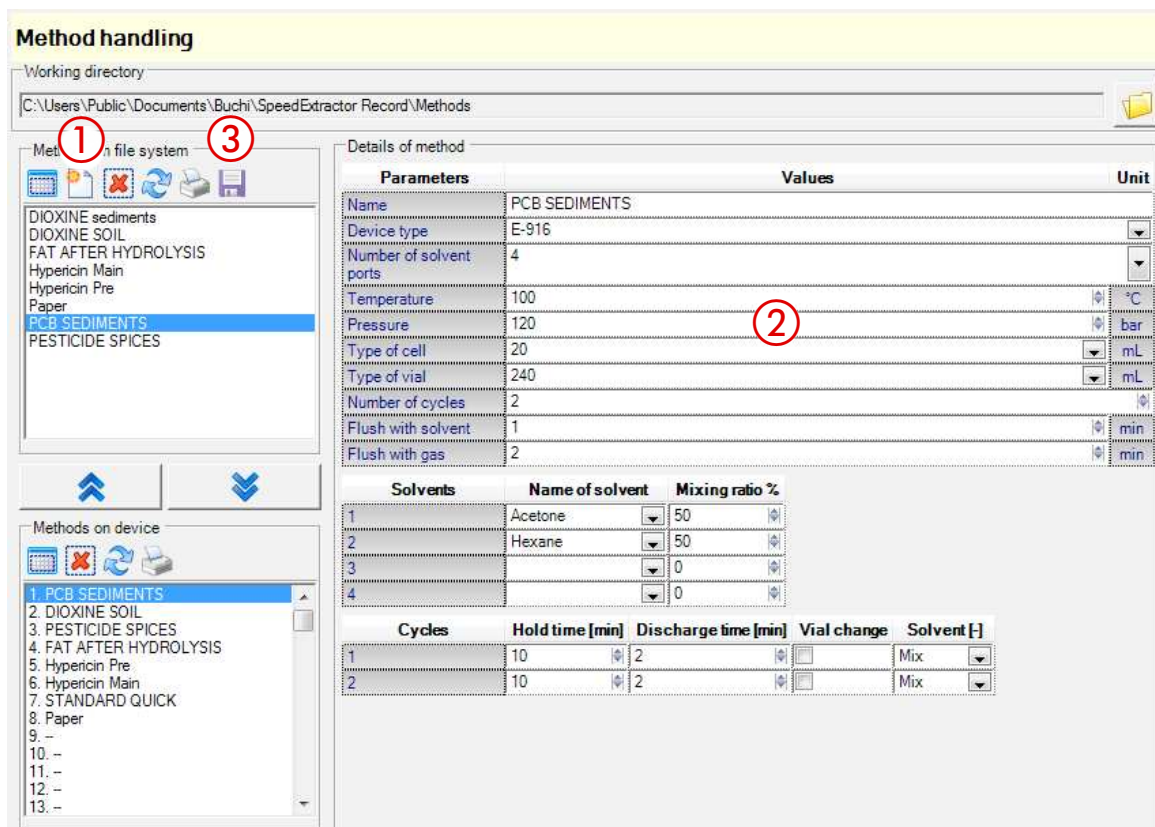 Method handling
Working directory
C:\Users\Public\Documents\Buchi\SpeedExtractor Record\Methods
1
3
n file system
DIOXINE sediments
DIOXINE SOIL
FAT AFTER HYDROLYSIS
Hypericin Main
Hypericin Pre
Paper
PCB SEDIMENTS
PESTICIDE SPICES
Methods on device
1. PCB SEDIMENTS
2. DIOXINE SOIL
3. PESTICIDE SPICES
4. FAT AFTER HYDROLYSIS
5. Hypericin Pre
6. Hypericin Main
7. STANDARD QUICK
8. Paper
9. --
10. --
11. --
12. --
13. --
Details of method
Parameters Values Unit
Name PCB SEDIMENTS
Device type E-916
Number of solvent ports 4
Temperature 100 °C
2
Pressure 120 bar
Type of cell 20 mL
Type of vial 240 mL
Number of cycles 2
Flush with solvent 1 min
Flush with gas 2 min
Solvents Name of solvent Mixing ratio %
1 Acetone 50
2 Hexane 50
3 0
4 0
Cycles Hold time [min] Discharge time [min] Vial change Solvent [-]
1 10 2 Mix
2 10 2 Mix